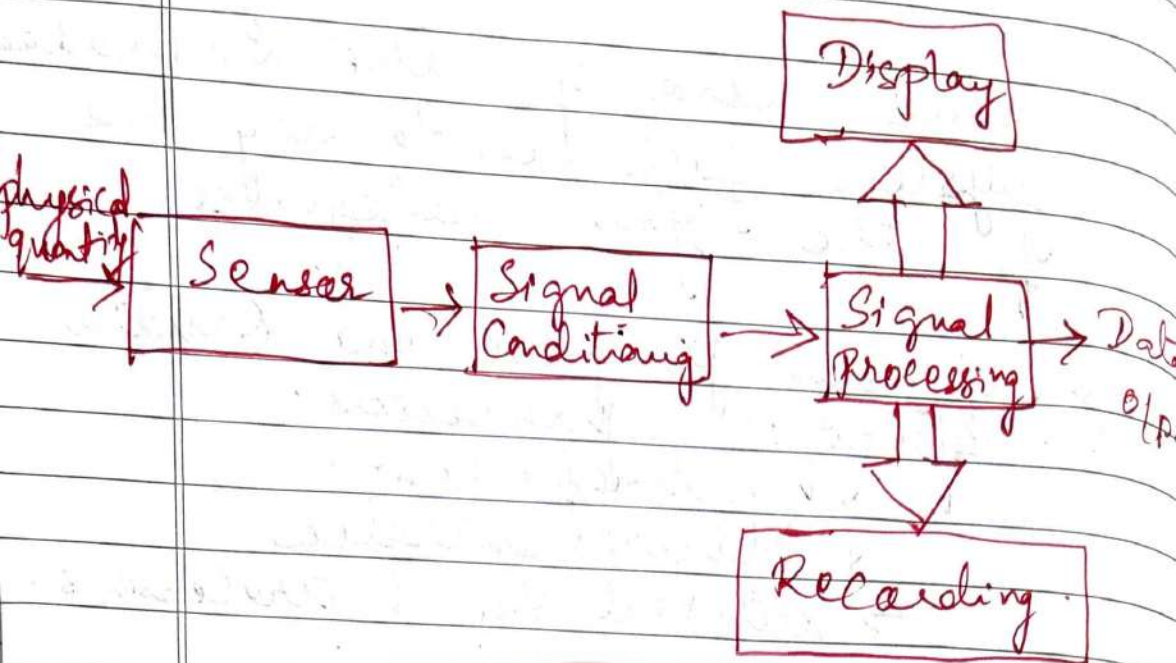 Display
physical
quantity
Sensor
Signal
Conditioning
Signal
Processing
Data
O/p
Recording